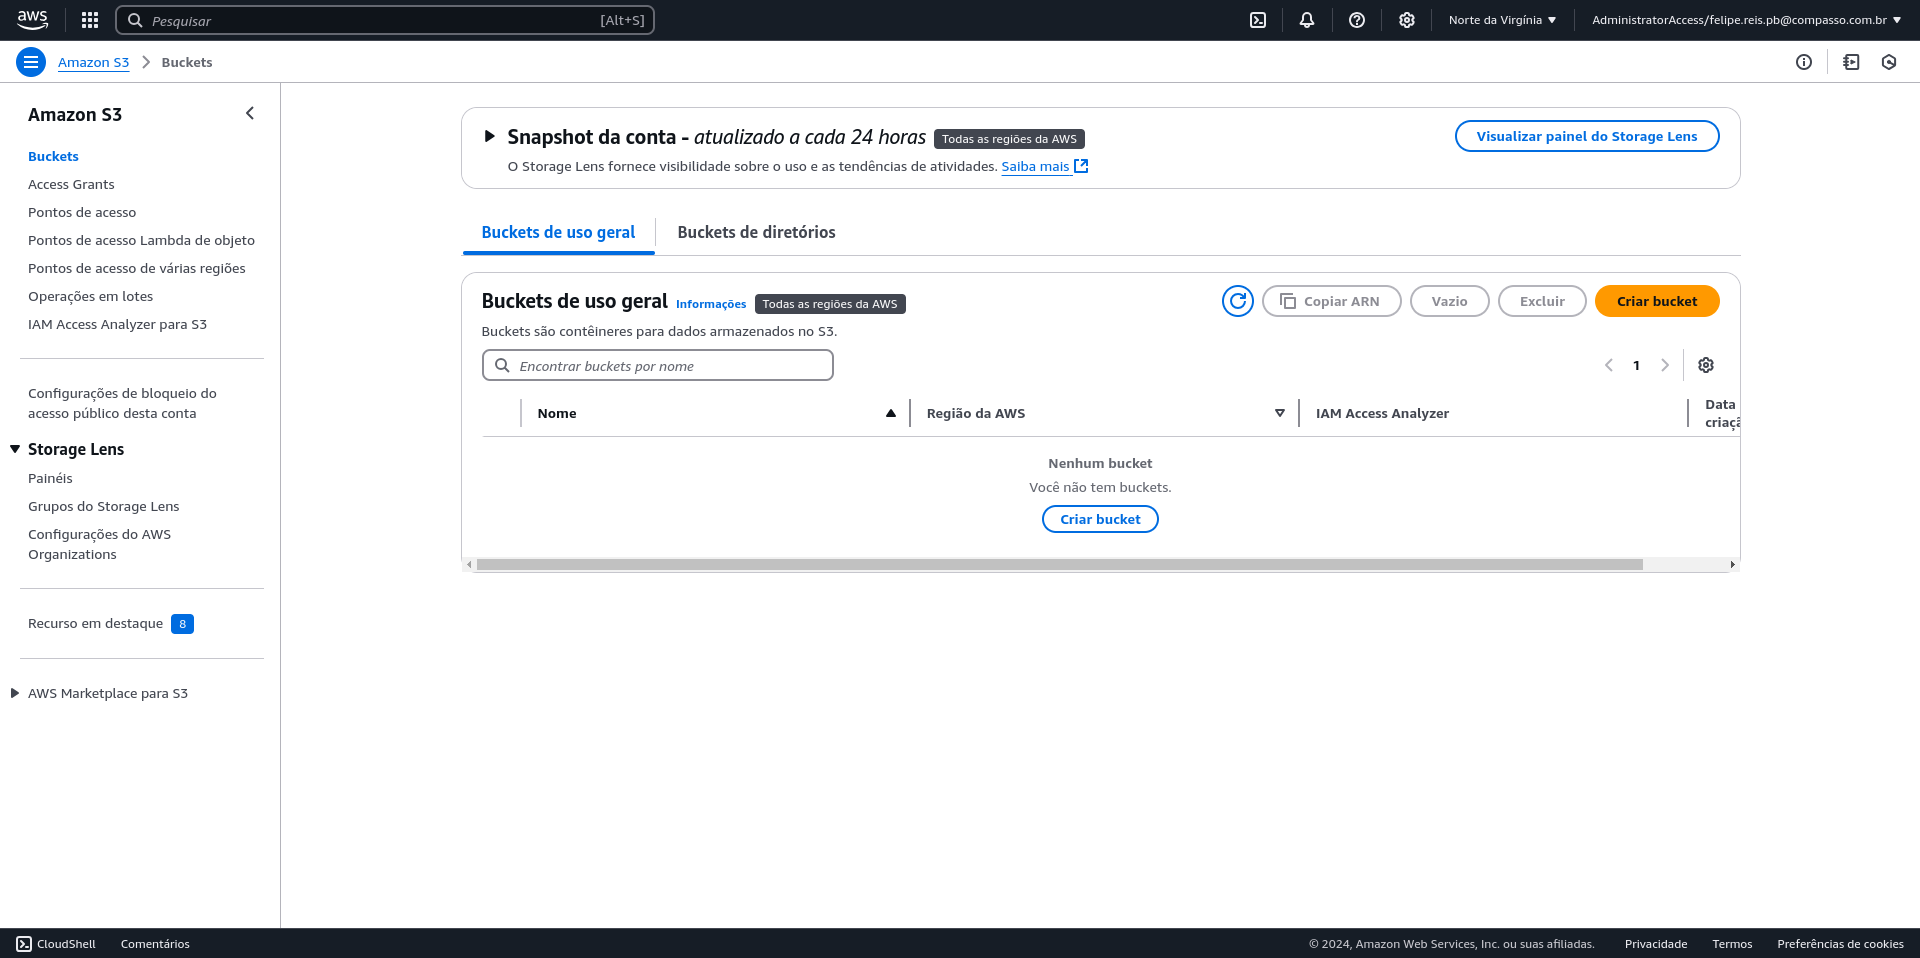 aws
Pesquisar [Alt+S]
Norte da Virgínia
AdministratorAccess/felipe.reis.pb@compasso.com.br
Amazon S3 Buckets
Amazon S3
Buckets
Access Grants
Pontos de acesso
Pontos de acesso Lambda de objeto
Pontos de acesso de várias regiões
Operações em lotes
IAM Access Analyzer para S3
Configurações de bloqueio do
acesso público desta conta
Storage Lens
Painéis
Grupos do Storage Lens
Configurações do AWS
Organizations
Recurso em destaque 8
AWS Marketplace para S3
Snapshot da conta - atualizado a cada 24 horas Todas as regiões da AWS
O Storage Lens fornece visibilidade sobre o uso e as tendências de atividades. Saiba mais
Visualizar painel do Storage Lens
Buckets de uso geral Buckets de diretórios
Buckets de uso geral Informações Todas as regiões da AWS
Copiar ARN Vazio Excluir Criar bucket
Buckets são contêineres para dados armazenados no S3.
Encontrar buckets por nome
1
Nome Região da AWS IAM Access Analyzer Data
Nenhum bucket
Você não tem buckets.
Criar bucket
CloudShell Comentários
© 2024, Amazon Web Services, Inc. ou suas afiliadas. Privacidade Termos Preferências de cookies